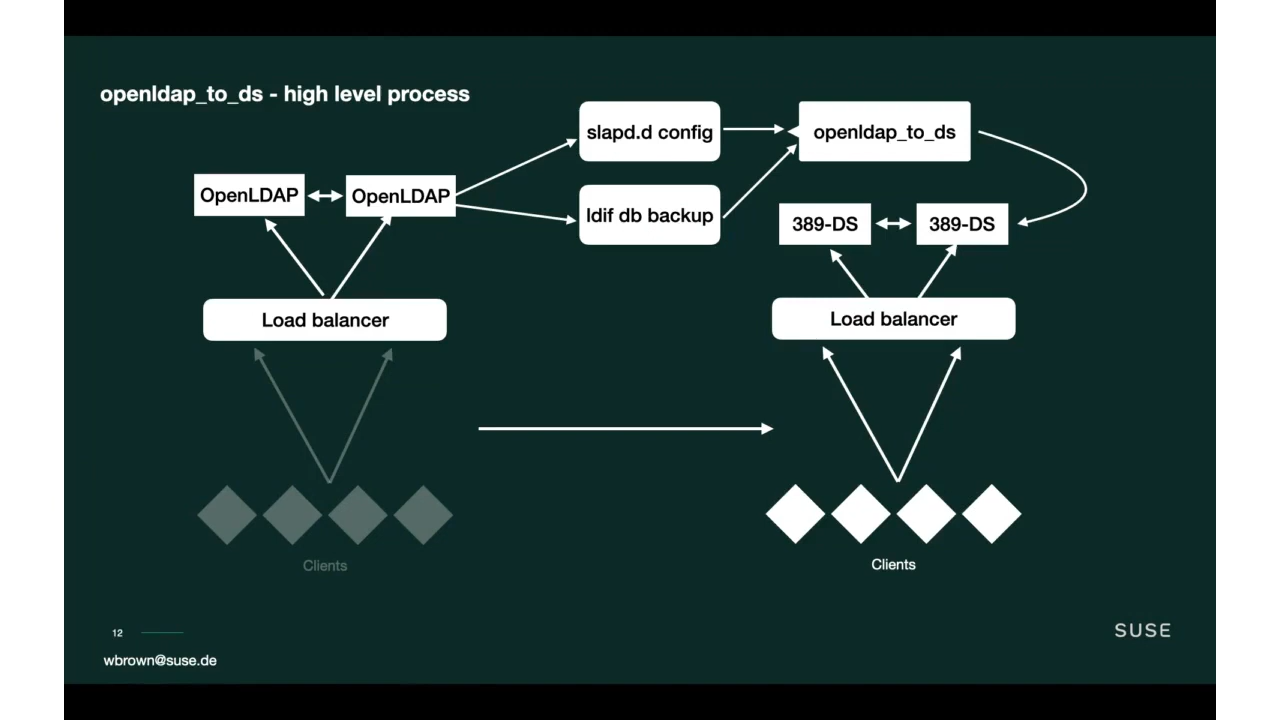 openldap_to_ds - high level process
slapd.d config
openldap_to_ds
OpenLDAP
OpenLDAP
ldif db backup
389-DS
389-DS
Load balancer
Load balancer
Clients
Clients
12
SUSE
wbrown@suse.de